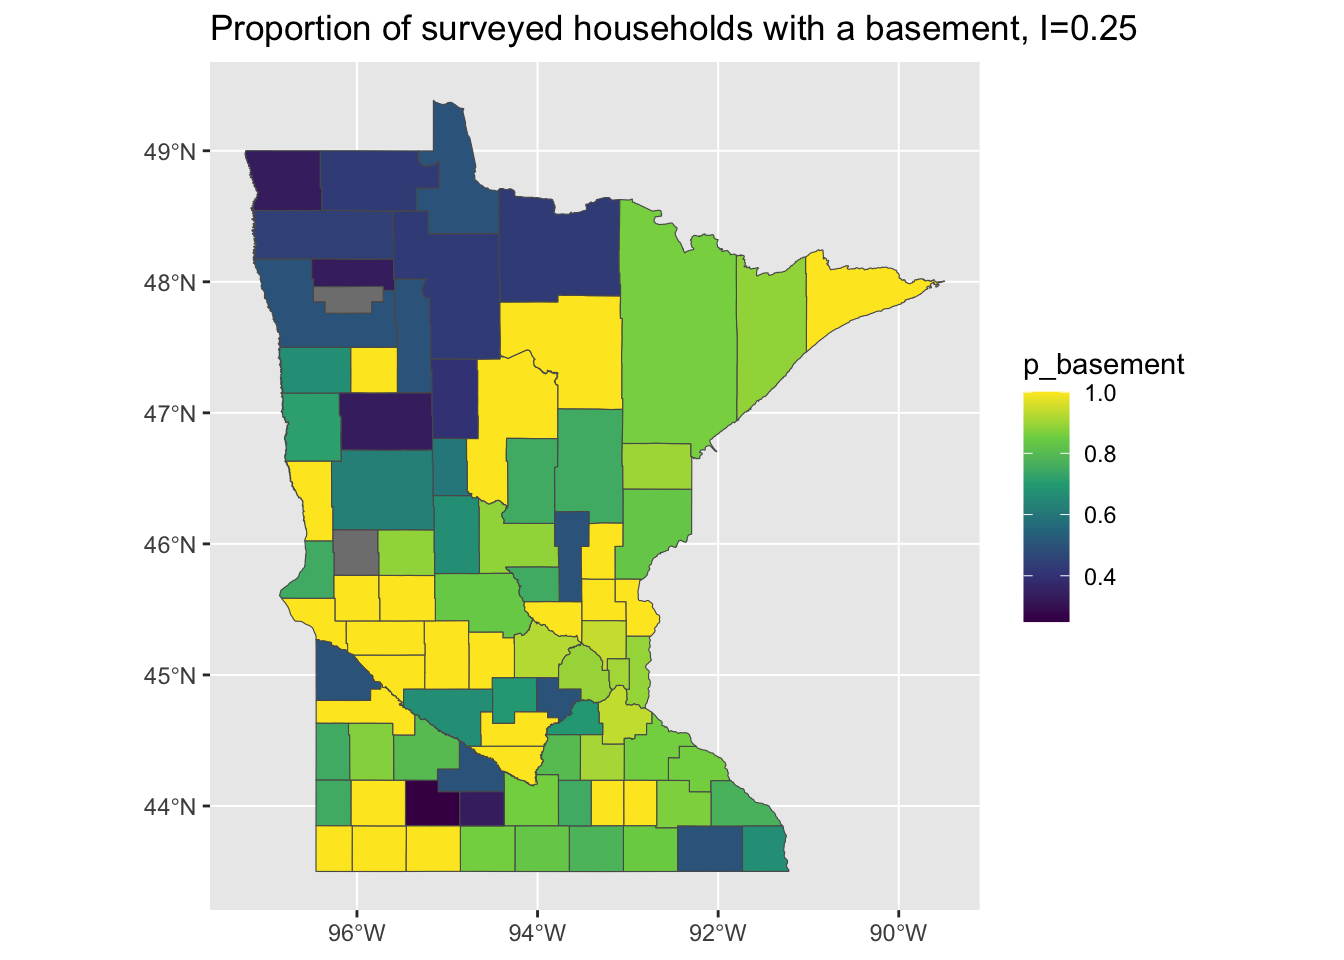 Proportion of surveyed households with a basement, I=0.25
49°N
48°N
47°N
46°N
45°N
44°N
96°W
94°W
92°W
90°W
p_basement
1.0
0.8
0.6
0.4